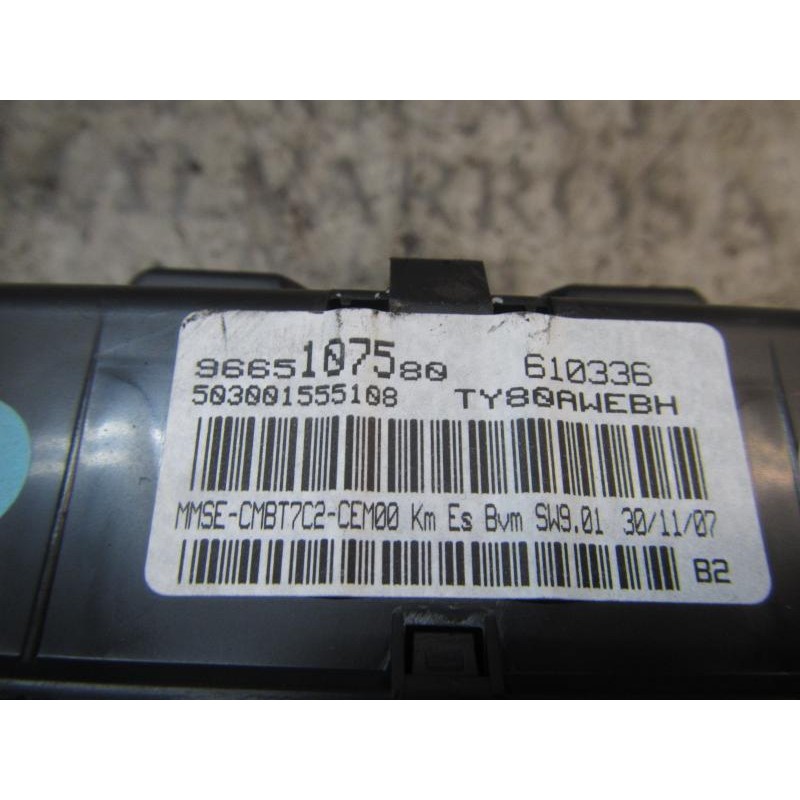 9665107580 610336
503001555108 TY80AWEBH
MMSE-CMBT7C2-CEM00 Km Es Bvm SW9.01 30/11/07
B2